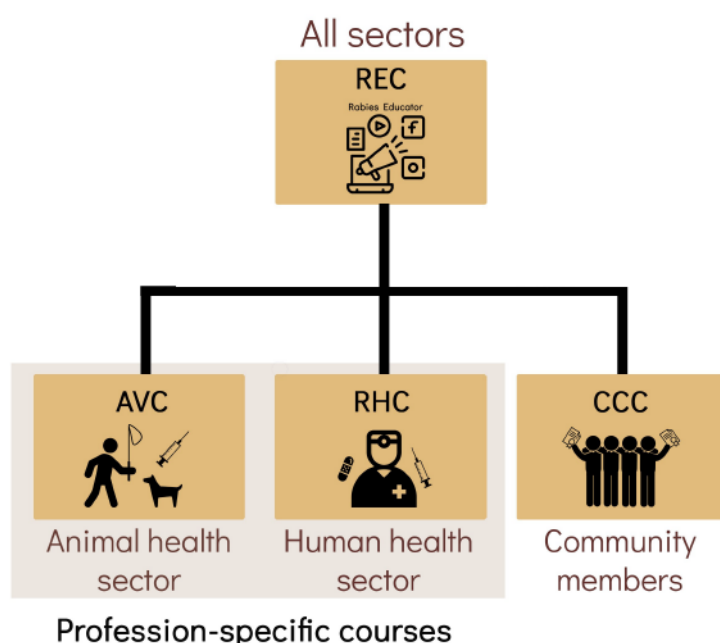 All sectors
REC
Rabies Educator
AVC
RHC
CCC
Animal health
sector
Human health
sector
Community
members
Profession-specific courses